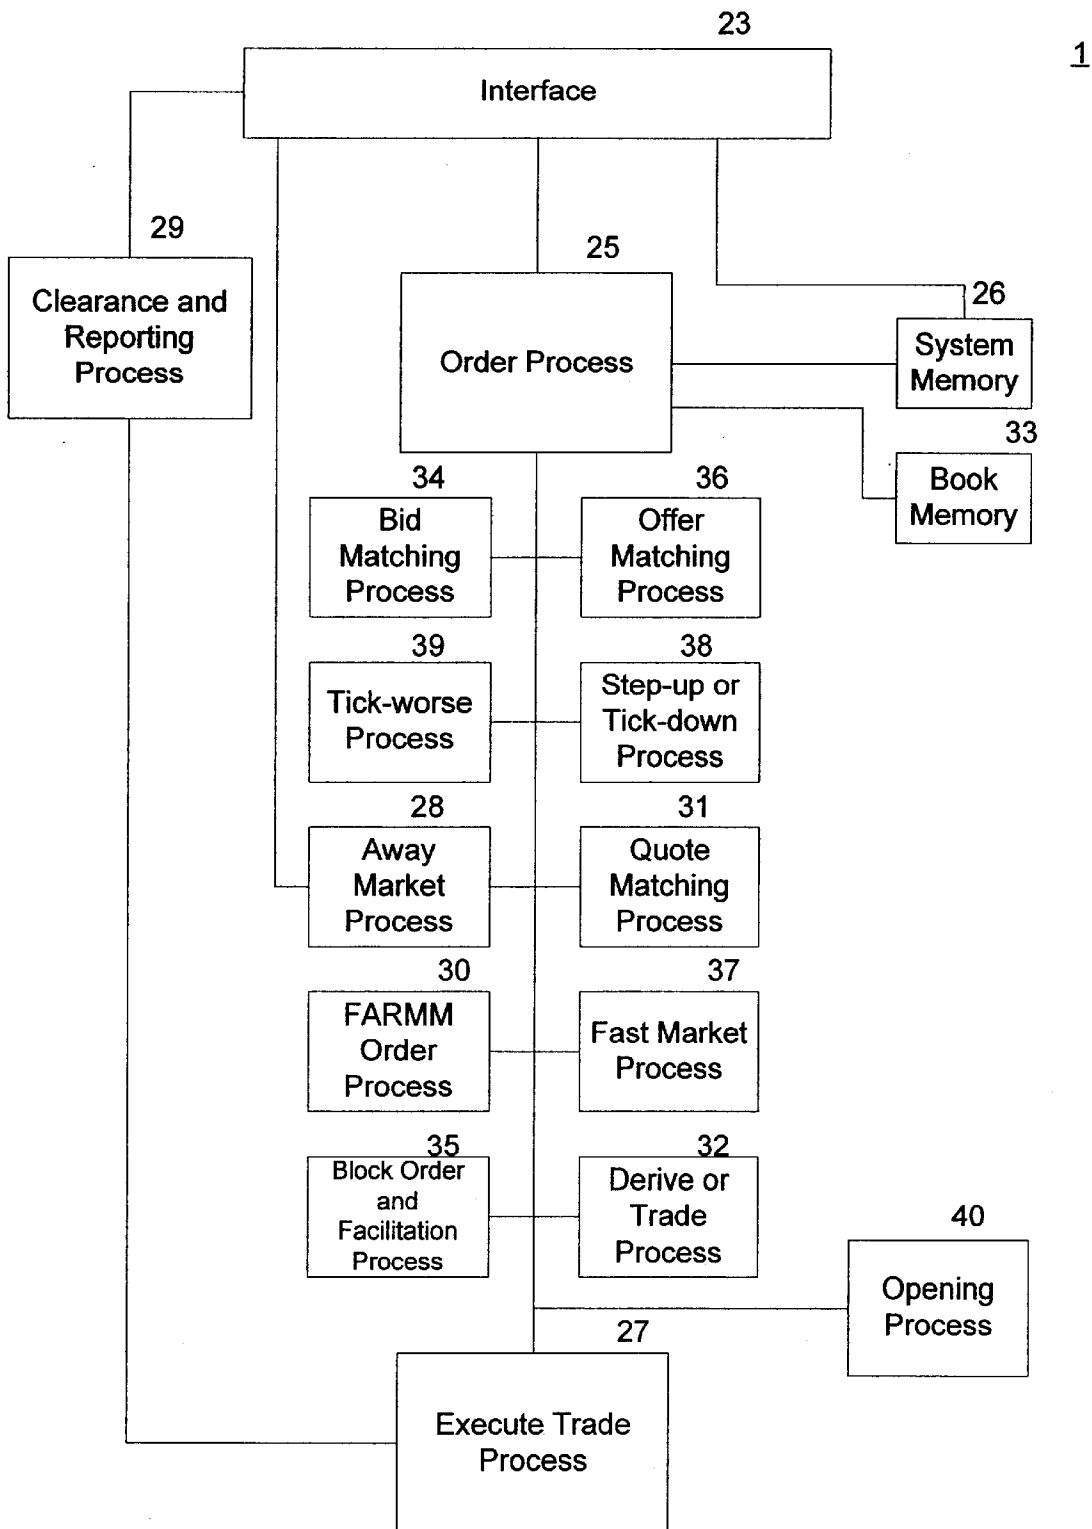 23
1
Interface
29
25
26
Clearance and
Reporting
Process
Order Process
System
Memory
33
Book
Memory
34
36
Bid
Matching
Process
Offer
Matching
Process
39
38
Tick-worse
Process
Step-up or
Tick-down
Process
28
31
Away
Market
Process
Quote
Matching
Process
30
37
FARMM
Order
Process
Fast Market
Process
35
32
Block Order
and
Facilitation
Process
Derive or
Trade
Process
40
Opening
Process
27
Execute Trade
Process